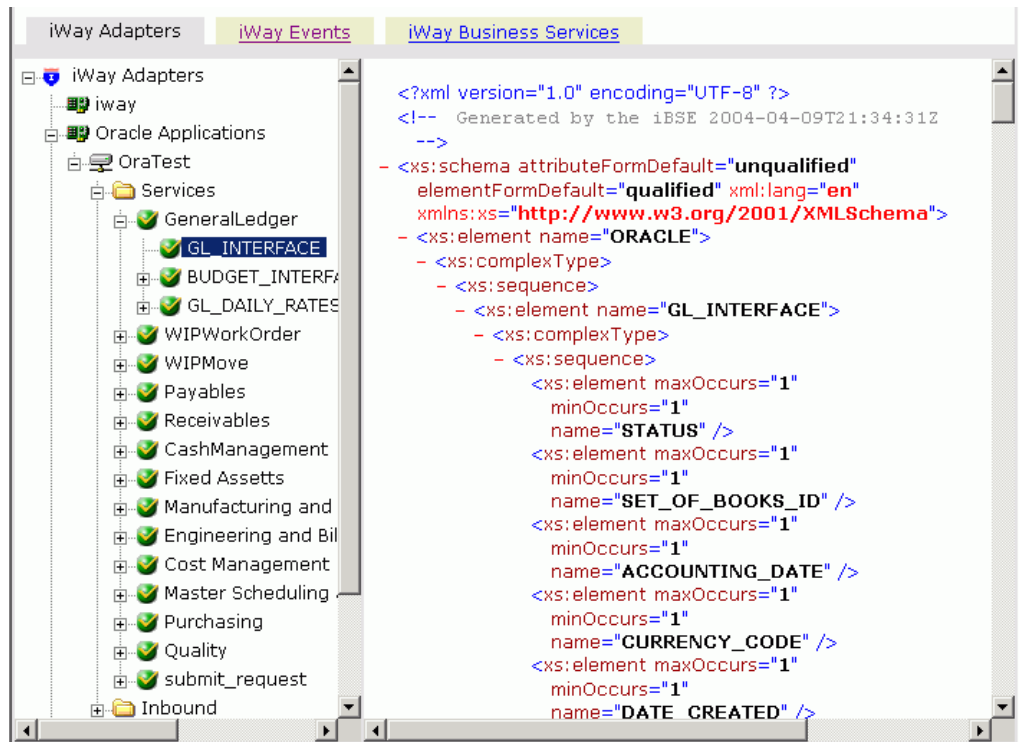 iWay Adapters
iWay Events
iWay Business Services
iWay Adapters
iway
Oracle Applications
OraTest
Services
GeneralLedger
GL_INTERFACE
BUDGET_INTERFA
GL_DAILY_RATES
WIPWorkOrder
WIPMove
Payables
Receivables
CashManagement
Fixed Assetts
Manufacturing and
Engineering and Bil
Cost Management
Master Scheduling
Purchasing
Quality
submit_request
Inbound
<?xml version="1.0" encoding="UTF-8" ?>
<!-- Generated by the iBSE 2004-04-09T21:34:31Z
-->
- <xs:schema attributeFormDefault="unqualified"
elementFormDefault="qualified" xml:lang="en"
xmlns:xs="http://www.w3.org/2001/XMLSchema">
- <xs:element name="ORACLE">
- <xs:complexType>
- <xs:sequence>
- <xs:element name="GL_INTERFACE">
- <xs:complexType>
- <xs:sequence>
<xs:element maxOccurs="1"
minOccurs="1"
name="STATUS" />
<xs:element maxOccurs="1"
minOccurs="1"
name="SET_OF_BOOKS_ID" />
<xs:element maxOccurs="1"
minOccurs="1"
name="ACCOUNTING_DATE" />
<xs:element maxOccurs="1"
minOccurs="1"
name="CURRENCY_CODE" />
<xs:element maxOccurs="1"
minOccurs="1"
name="DATE_CREATED" />